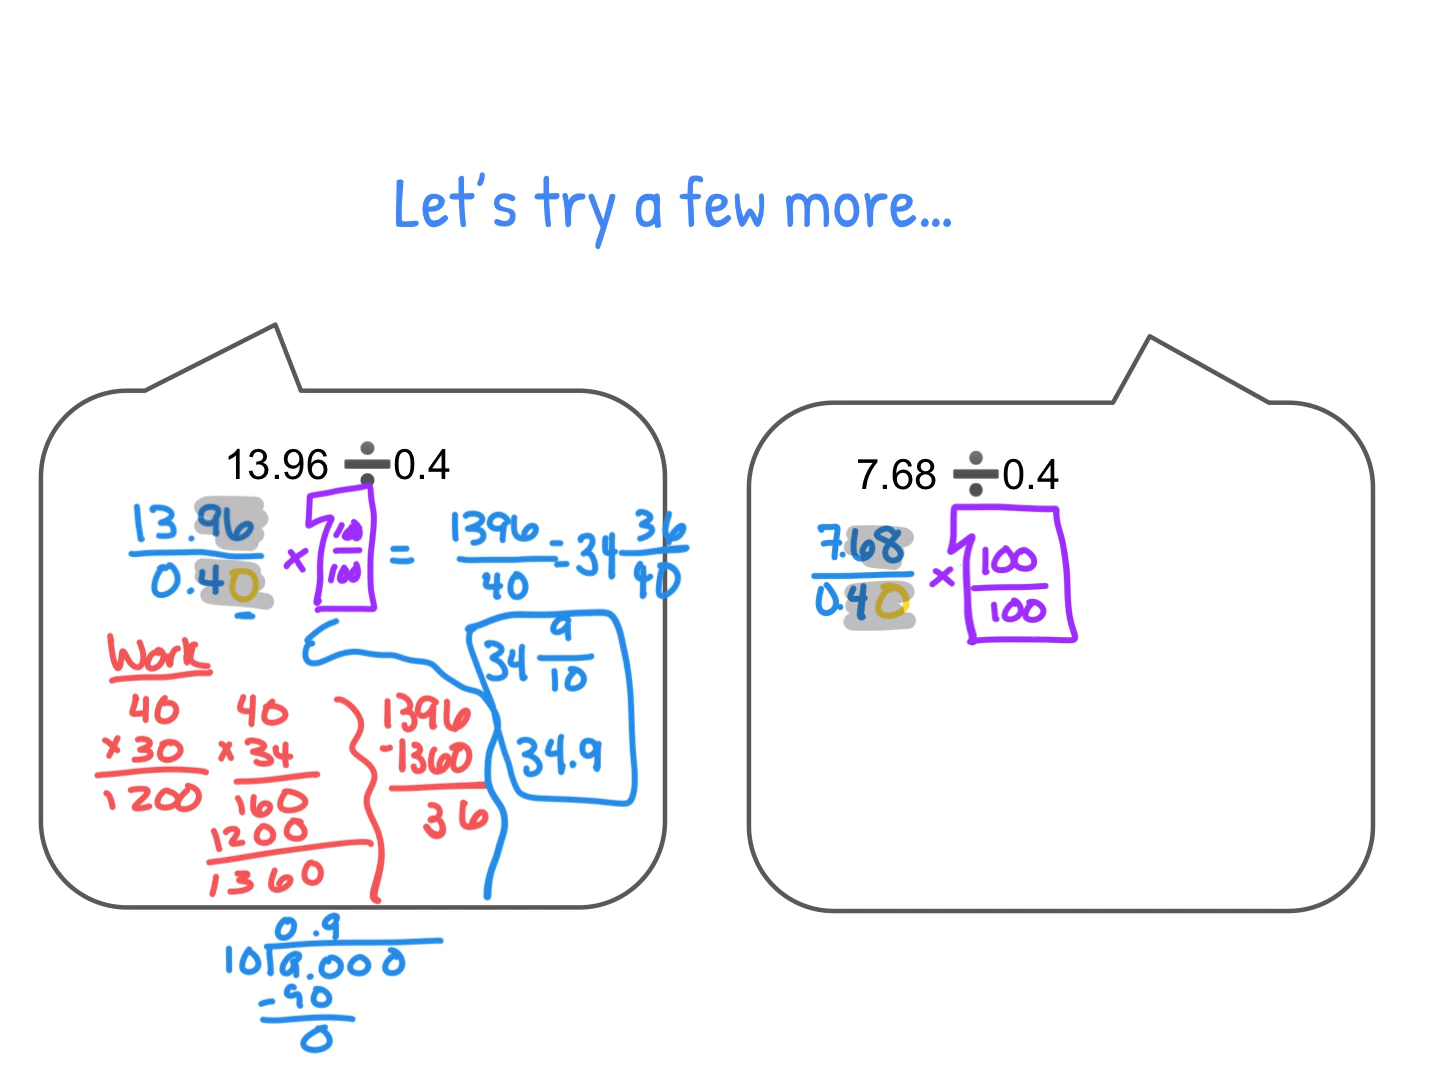 Let's try a few more...
13.96 ÷ 0.4
13.96 / 0.40 × 100 / 100 = 1396 / 40 = 34 36 / 40
34 9 / 10
34.9
Work
40
× 30
1200
40
× 34
160
1200
1360
1396
- 1360
36
0.9
10 9.000
- 90
0
7.68 ÷ 0.4
7.68 / 0.40 × 100 / 100